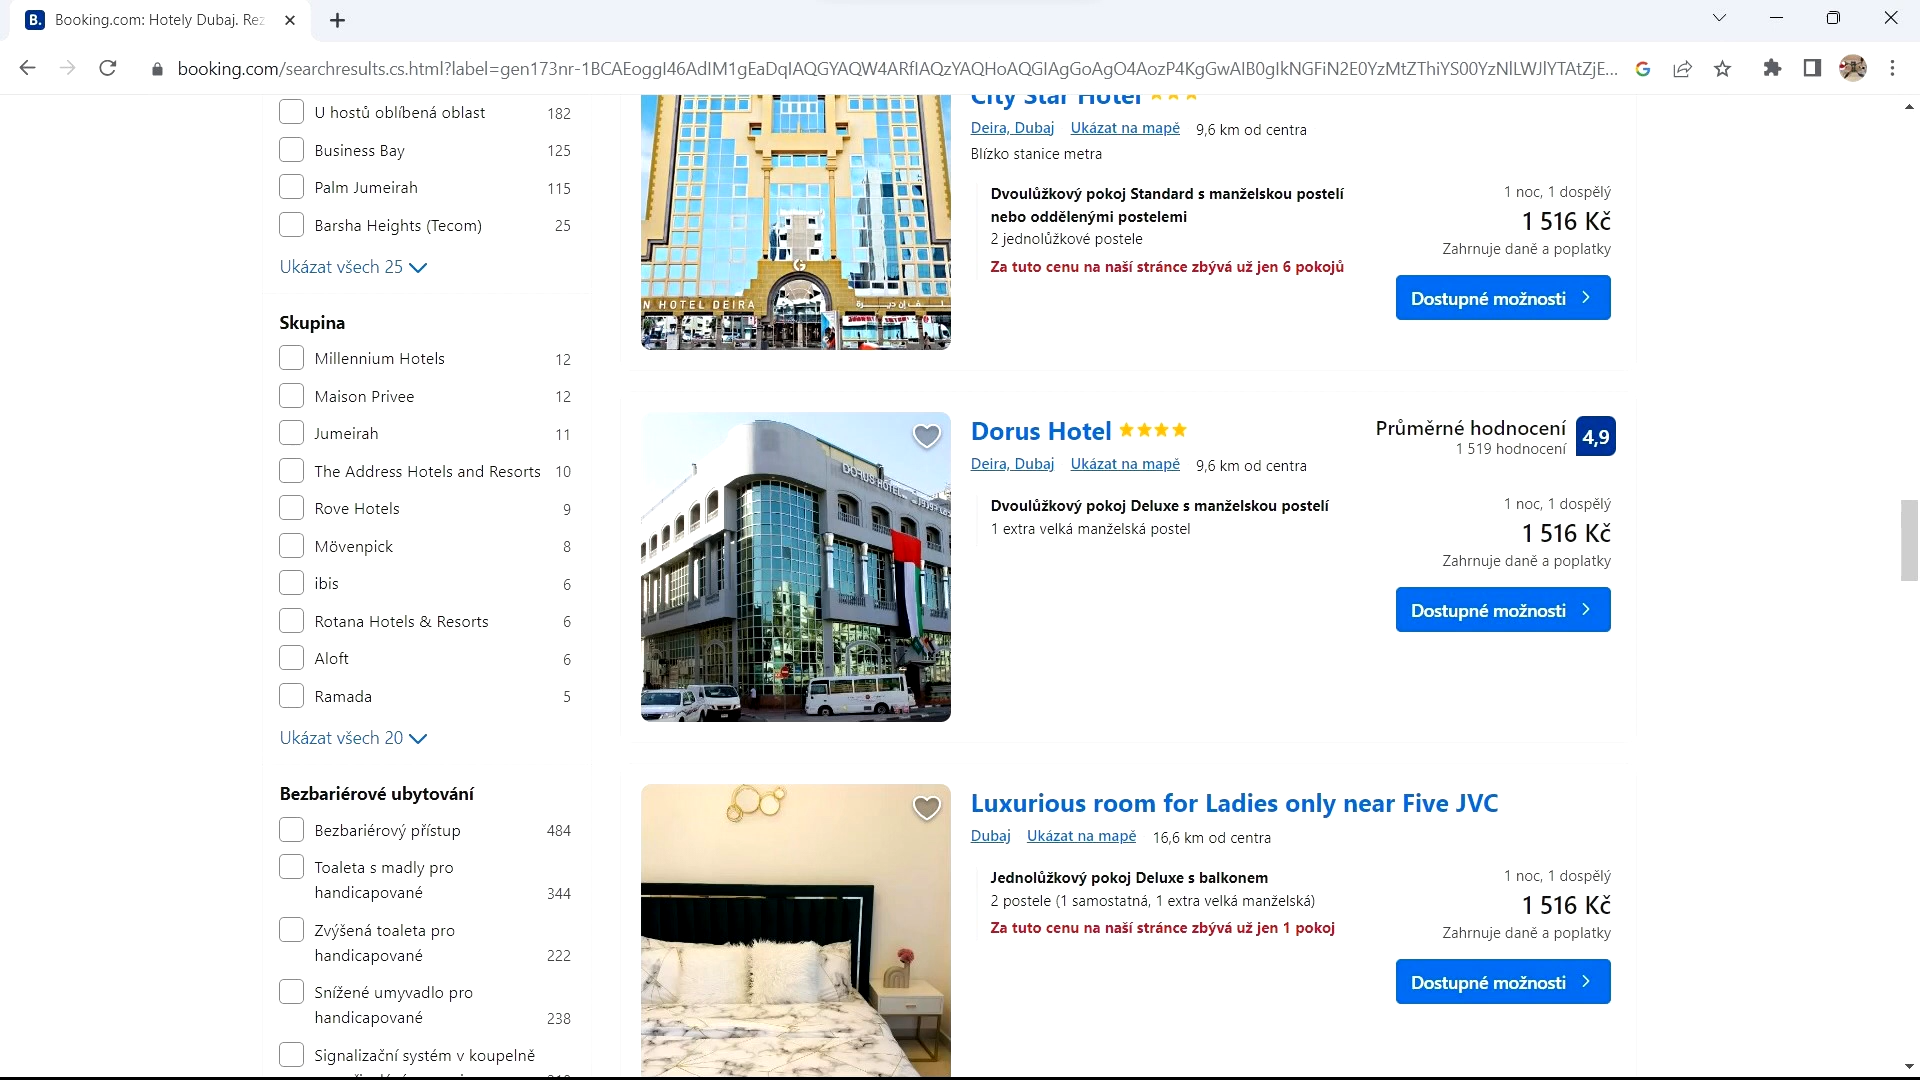 Booking.com: Hotely Dubaj. Rez
booking.com/searchresults.cs.html?label=gen173nr-1BCAEoggI46AdIM1gEaDqIAQGYAQW4ARfIAQzYAQHoAQGIAgGoAgO4AozP4KgGwAIB0gIkNGFiN2E0YzMtZThiYS00YzNlLWJlYTAtZjE...
U hostů oblíbená oblast 182
Business Bay 125
Palm Jumeirah 115
Barsha Heights (Tecom) 25
Ukázat všech 25
Skupina
Millennium Hotels 12
Maison Privee 12
Jumeirah 11
The Address Hotels and Resorts 10
Rove Hotels 9
Mövenpick 8
ibis 6
Rotana Hotels & Resorts 6
Aloft 6
Ramada 5
Ukázat všech 20
Bezbariérové ubytování
Bezbariérový přístup 484
Toaleta s madly pro
handicapované 344
Zvýšená toaleta pro
handicapované 222
Snížené umyvadlo pro
handicapované 238
Signalizační systém v koupelně
N HOTEL DEIRA
City Star Hotel
Deira, Dubaj Ukázat na mapě 9,6 km od centra
Blízko stanice metra
Dvoulůžkový pokoj Standard s manželskou postelí
nebo oddělenými postelemi
2 jednolůžkové postele
Za tuto cenu na naší stránce zbývá už jen 6 pokojů
1 noc, 1 dospělý
1 516 Kč
Zahrnuje daně a poplatky
Dostupné možnosti
DORUS HOTEL
Dorus Hotel
Deira, Dubaj Ukázat na mapě 9,6 km od centra
Průměrné hodnocení 4,9
1 519 hodnocení
Dvoulůžkový pokoj Deluxe s manželskou postelí
1 extra velká manželská postel
1 noc, 1 dospělý
1 516 Kč
Zahrnuje daně a poplatky
Dostupné možnosti
Luxurious room for Ladies only near Five JVC
Dubaj Ukázat na mapě 16,6 km od centra
Jednolůžkový pokoj Deluxe s balkonem
2 postele (1 samostatná, 1 extra velká manželská)
Za tuto cenu na naší stránce zbývá už jen 1 pokoj
1 noc, 1 dospělý
1 516 Kč
Zahrnuje daně a poplatky
Dostupné možnosti